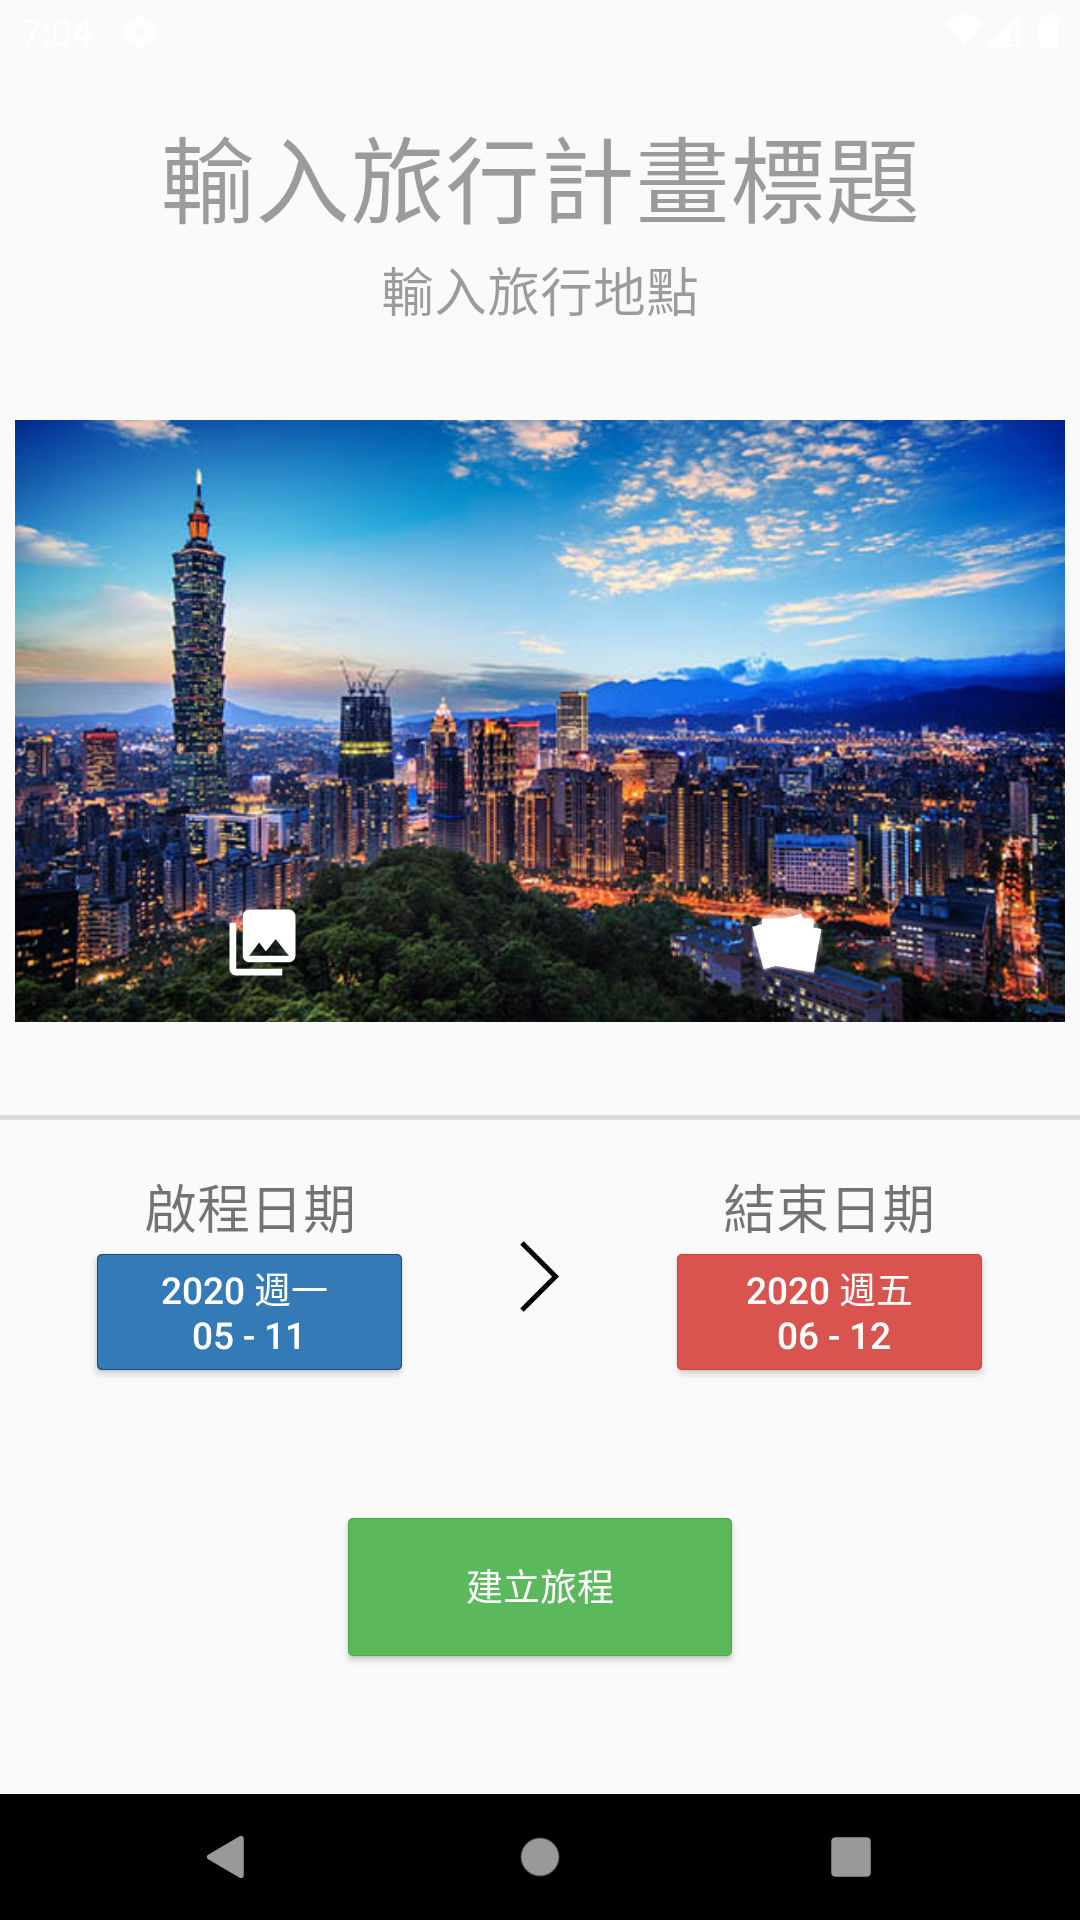 7:04
輸入旅行計畫標題
輸入旅行地點
啟程日期
結束日期
2020 週一
05 - 11
2020 週五
06 - 12
建立旅程